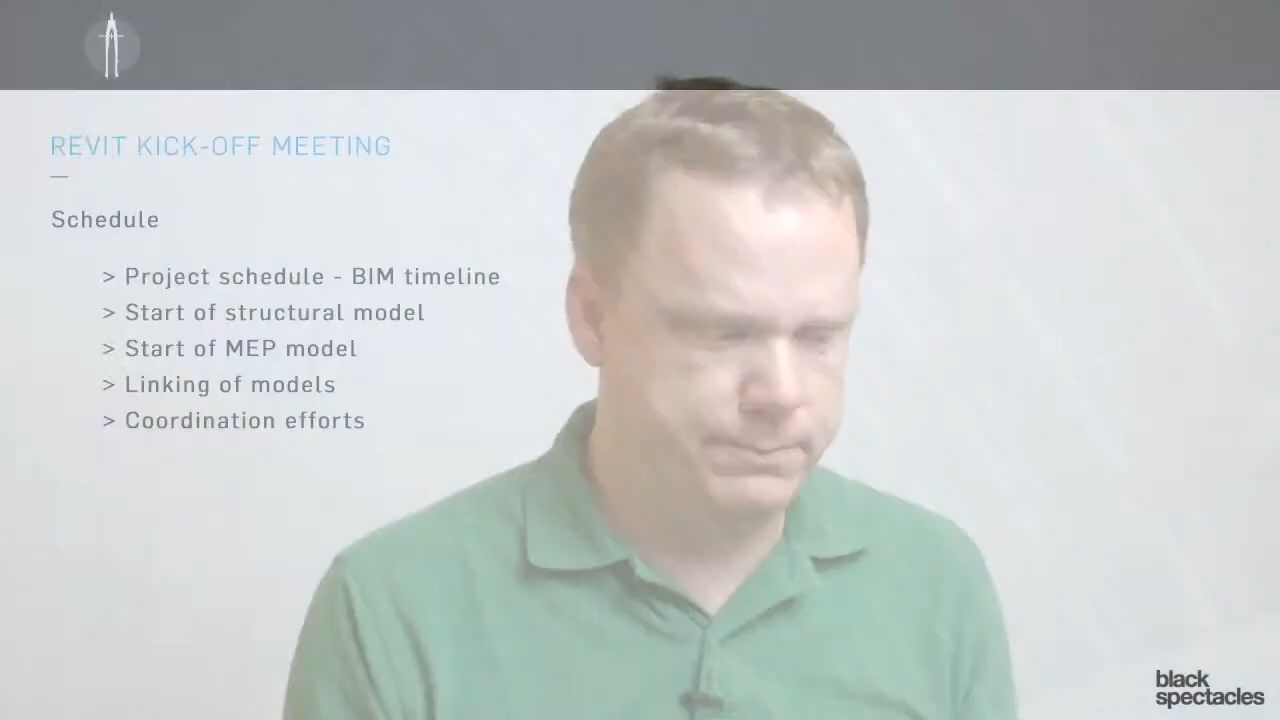 REVIT KICK-OFF MEETING
Schedule
> Project schedule - BIM timeline
> Start of structural model
> Start of MEP model
> Linking of models
> Coordination efforts
black
spectacles